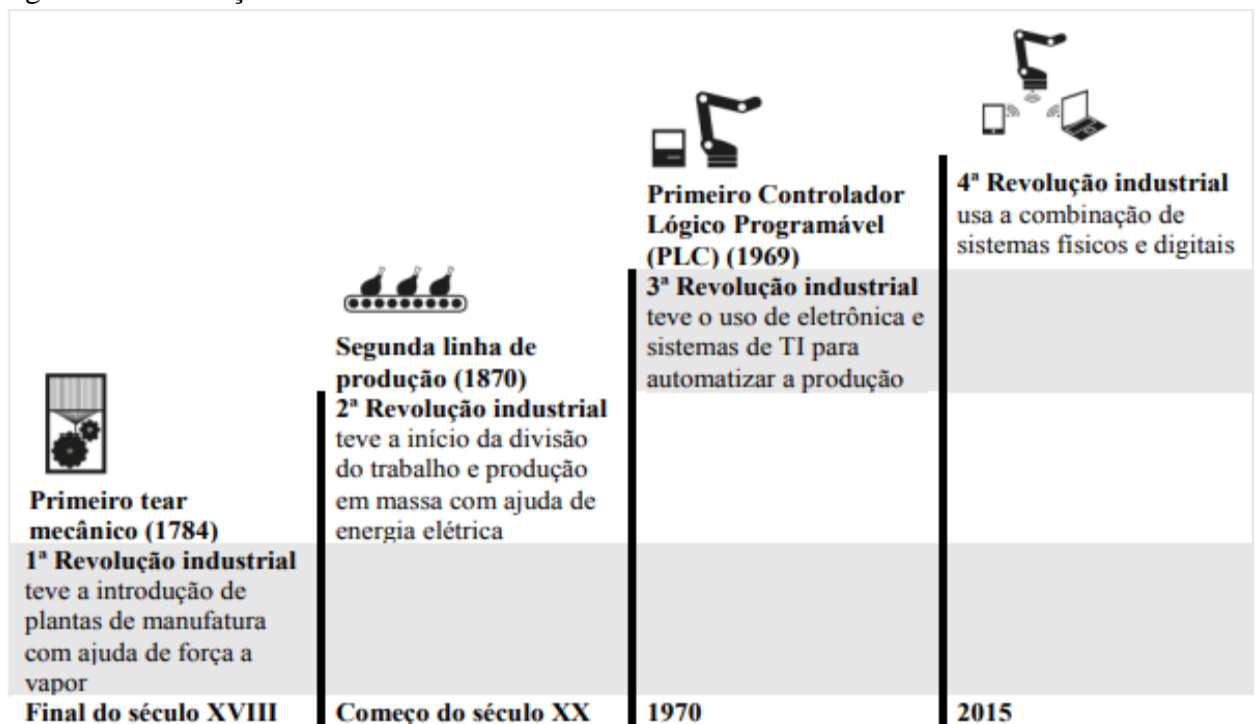 Primeiro tear
mecânico (1784)
1ª Revolução industrial
teve a introdução de
plantas de manufatura
com ajuda de força a
vapor
Final do século XVIII
Segunda linha de
produção (1870)
2ª Revolução industrial
teve a início da divisão
do trabalho e produção
em massa com ajuda de
energia elétrica
Começo do século XX
Primeiro Controlador
Lógico Programável
(PLC) (1969)
3ª Revolução industrial
teve o uso de eletrônica e
sistemas de TI para
automatizar a produção
1970
4ª Revolução industrial
usa a combinação de
sistemas físicos e digitais
2015